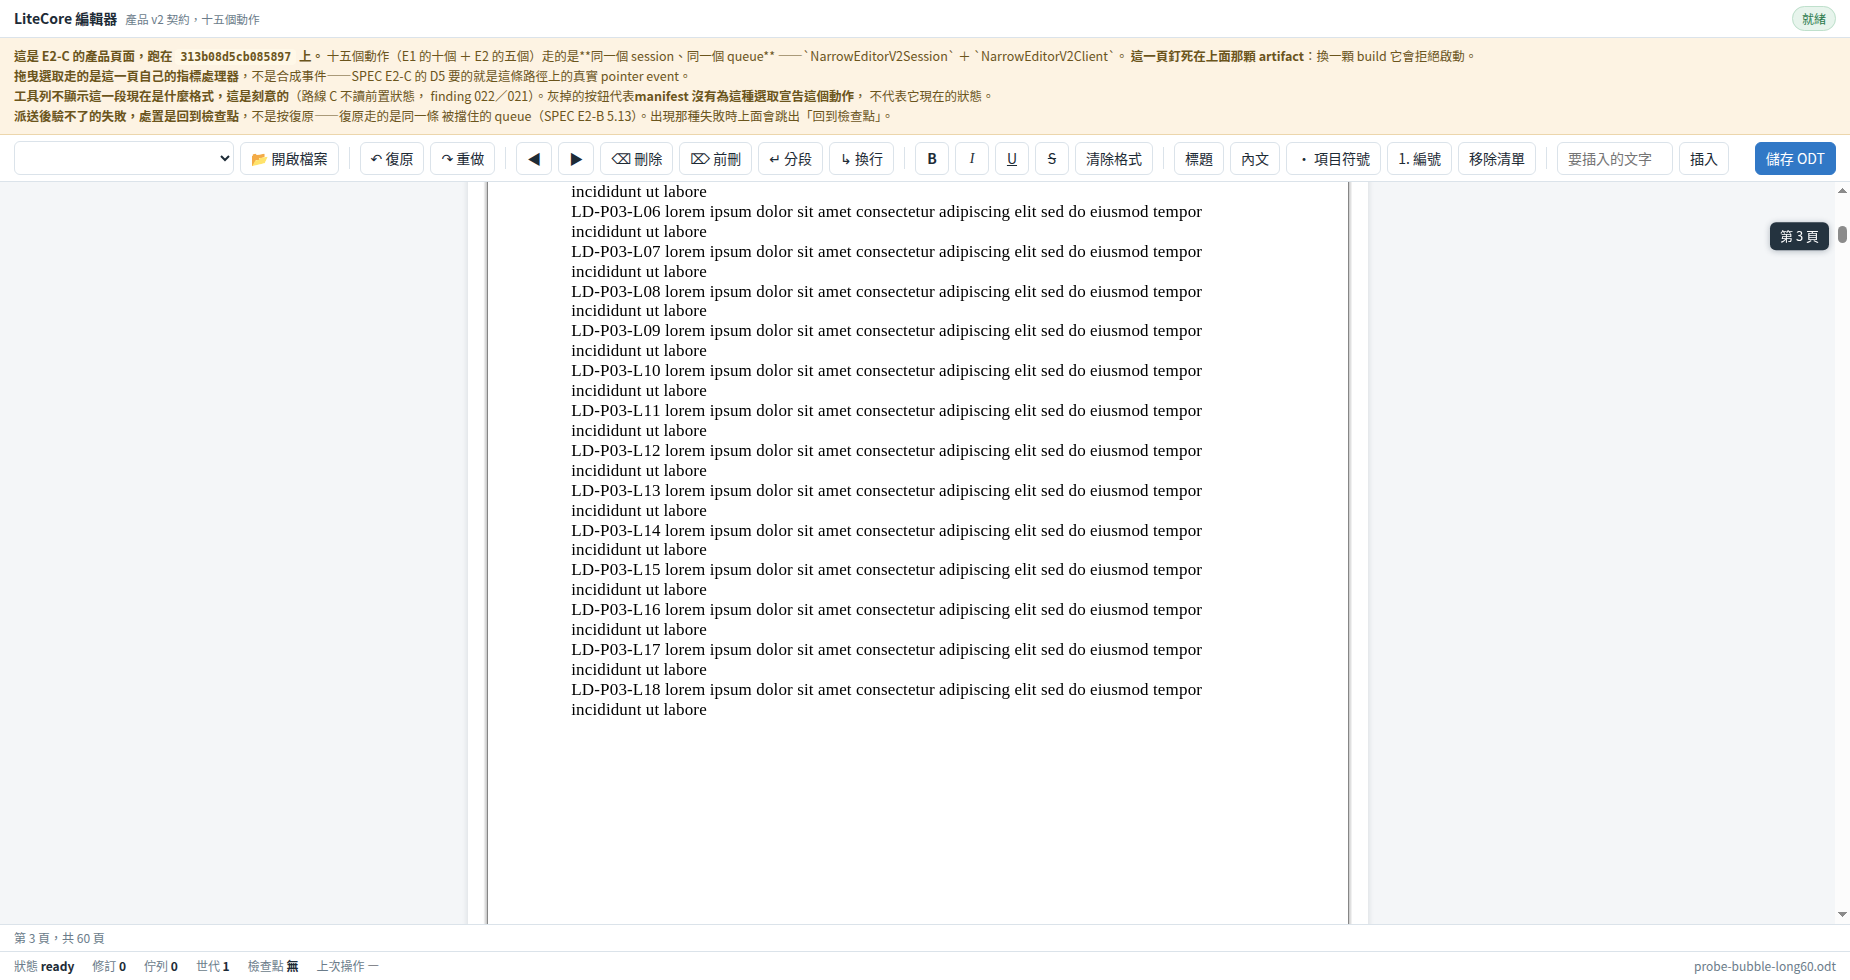 LiteCore 編輯器 產品 v2 契約，十五個動作 就緒
這是 E2-C 的產品頁面，跑在 313b08d5cb085897 上。十五個動作（E1 的十個 ＋ E2 的五個）走的是**同一個 session、同一個 queue** ——`NarrowEditorV2Session` ＋ `NarrowEditorV2Client`。 這一頁釘死在上面那顆 artifact：換一顆 build 它會拒絕啟動。
拖曳選取走的是這一頁自己的指標處理器，不是合成事件——SPEC E2-C 的 D5 要的就是這條路徑上的真實 pointer event。
工具列不顯示這一段現在是什麼格式，這是刻意的（路線 C 不讀前置狀態， finding 022／021）。灰掉的按鈕代表manifest 沒有為這種選取宣告這個動作， 不代表它現在的狀態。
派送後驗不了的失敗，處置是回到檢查點，不是按復原——復原走的是同一條 被擋住的 queue（SPEC E2-B 5.13）。出現那種失敗時上面會跳出「回到檢查點」。
📂 開啟檔案 ↶ 復原 ↷ 重做 ◀ ▶ ⌫ 刪除 ⌦ 前刪 ↵ 分段 ↳ 換行 B I U S 清除格式 標題 內文 ・ 項目符號 1. 編號 移除清單 要插入的文字 插入 儲存 ODT
incididunt ut labore
LD-P03-L06 lorem ipsum dolor sit amet consectetur adipiscing elit sed do eiusmod tempor
incididunt ut labore
第 3 頁
LD-P03-L07 lorem ipsum dolor sit amet consectetur adipiscing elit sed do eiusmod tempor
incididunt ut labore
LD-P03-L08 lorem ipsum dolor sit amet consectetur adipiscing elit sed do eiusmod tempor
incididunt ut labore
LD-P03-L09 lorem ipsum dolor sit amet consectetur adipiscing elit sed do eiusmod tempor
incididunt ut labore
LD-P03-L10 lorem ipsum dolor sit amet consectetur adipiscing elit sed do eiusmod tempor
incididunt ut labore
LD-P03-L11 lorem ipsum dolor sit amet consectetur adipiscing elit sed do eiusmod tempor
incididunt ut labore
LD-P03-L12 lorem ipsum dolor sit amet consectetur adipiscing elit sed do eiusmod tempor
incididunt ut labore
LD-P03-L13 lorem ipsum dolor sit amet consectetur adipiscing elit sed do eiusmod tempor
incididunt ut labore
LD-P03-L14 lorem ipsum dolor sit amet consectetur adipiscing elit sed do eiusmod tempor
incididunt ut labore
LD-P03-L15 lorem ipsum dolor sit amet consectetur adipiscing elit sed do eiusmod tempor
incididunt ut labore
LD-P03-L16 lorem ipsum dolor sit amet consectetur adipiscing elit sed do eiusmod tempor
incididunt ut labore
LD-P03-L17 lorem ipsum dolor sit amet consectetur adipiscing elit sed do eiusmod tempor
incididunt ut labore
LD-P03-L18 lorem ipsum dolor sit amet consectetur adipiscing elit sed do eiusmod tempor
incididunt ut labore
第 3 頁，共 60 頁
狀態 ready 修訂 0 佇列 0 世代 1 檢查點 無 上次操作 — probe-bubble-long60.odt